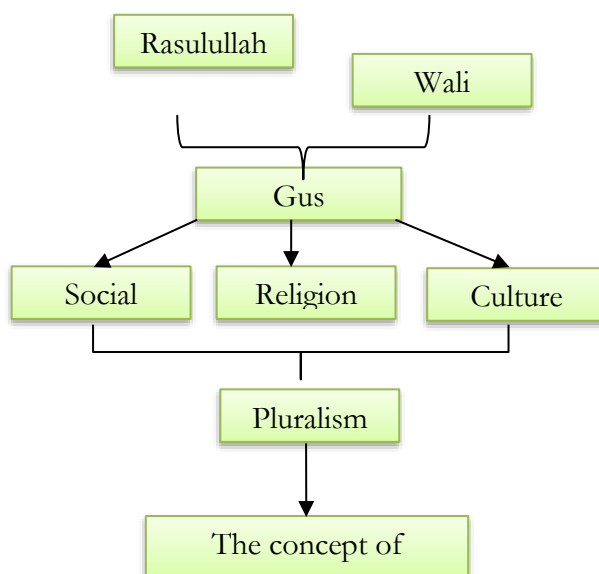 Rasulullah
Wali
Gus
Social
Religion
Culture
Pluralism
The concept of